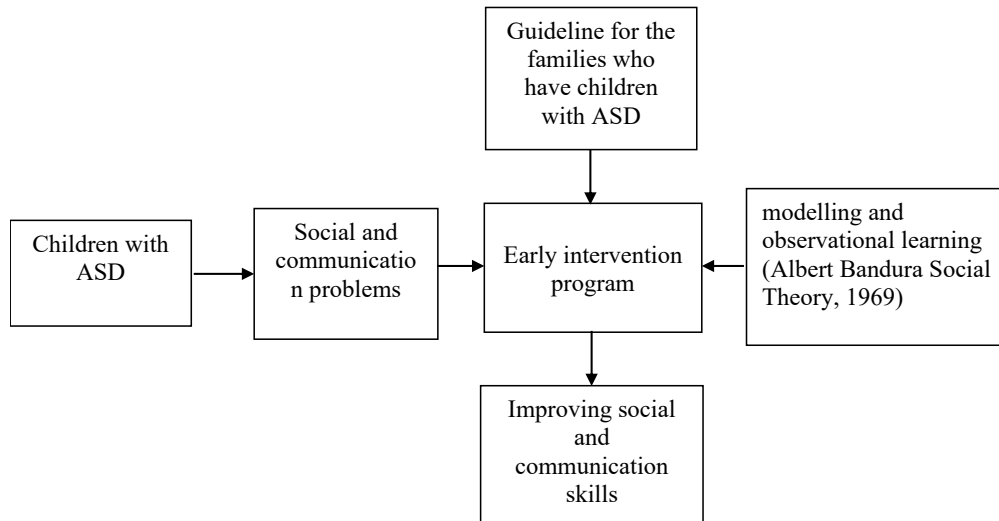 Guideline for the
families who
have children
with ASD
Children with
ASD
Social and
communicatio
n problems
Early intervention
program
modelling and
observational learning
(Albert Bandura Social
Theory, 1969)
Improving social
and
communication
skills